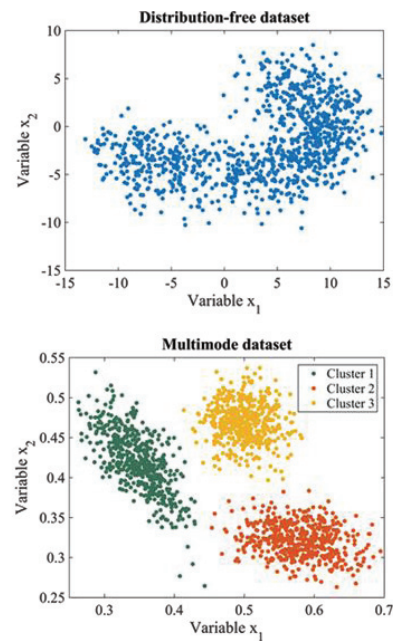 Distribution-free dataset
10
5
0
-5
-10
-15
Variable x2
-15 -10 -5 0 5 10 15
Variable x1
Multimode dataset
0.55
0.5
0.45
0.4
0.35
0.3
0.25
Variable x2
Cluster 1
Cluster 2
Cluster 3
0.3 0.4 0.5 0.6 0.7
Variable x1